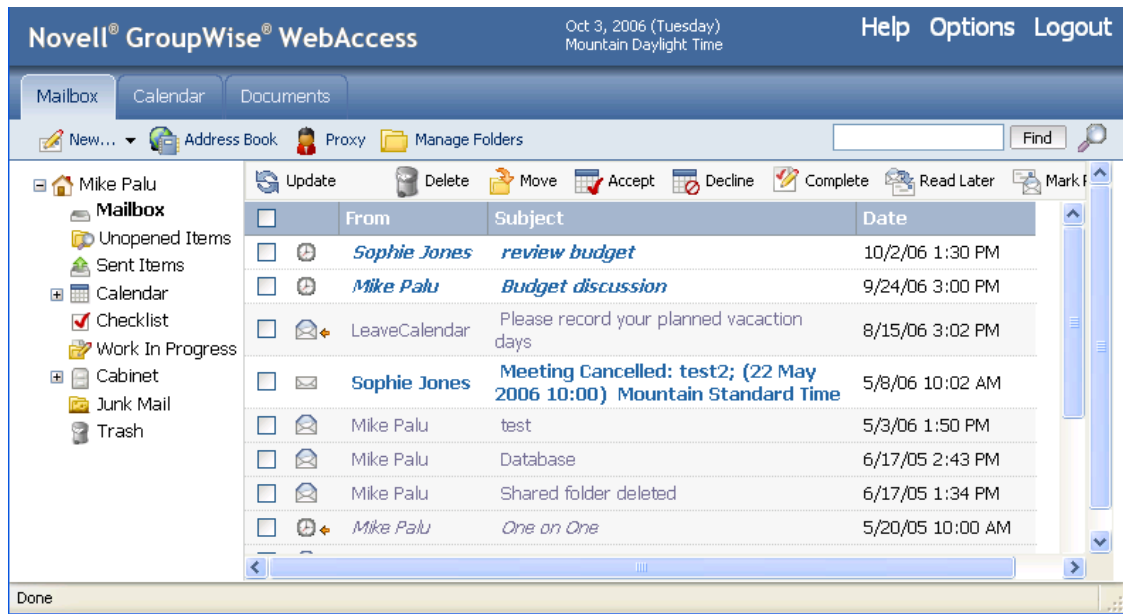 Novell® GroupWise® WebAccess
Oct 3, 2006 (Tuesday)
Mountain Daylight Time
Help Options Logout
Mailbox Calendar Documents
New... Address Book Proxy Manage Folders Find
Mike Palu
Mailbox
Unopened Items
Sent Items
Calendar
Checklist
Work In Progress
Cabinet
Junk Mail
Trash
Update Delete Move Accept Decline Complete Read Later Mark
From Subject Date
Sophie Jones review budget 10/2/06 1:30 PM
Mike Palu Budget discussion 9/24/06 3:00 PM
LeaveCalendar Please record your planned vacaction
days 8/15/06 3:02 PM
Sophie Jones Meeting Cancelled: test2; (22 May
2006 10:00) Mountain Standard Time 5/8/06 10:02 AM
Mike Palu test 5/3/06 1:50 PM
Mike Palu Database 6/17/05 2:43 PM
Mike Palu Shared folder deleted 6/17/05 1:34 PM
Mike Palu One on One 5/20/05 10:00 AM
Done